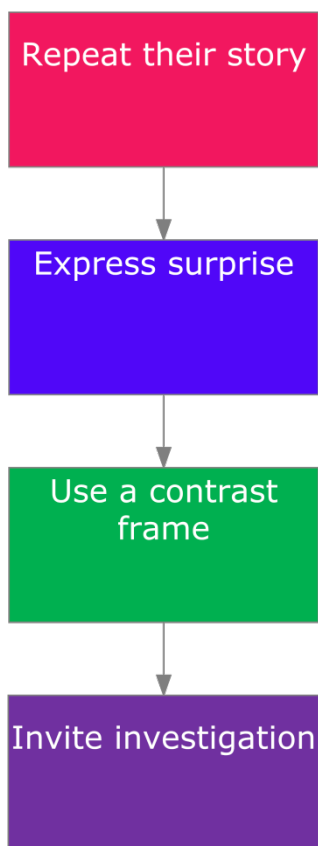 Repeat their story
Express surprise
Use a contrast
frame
Invite investigation